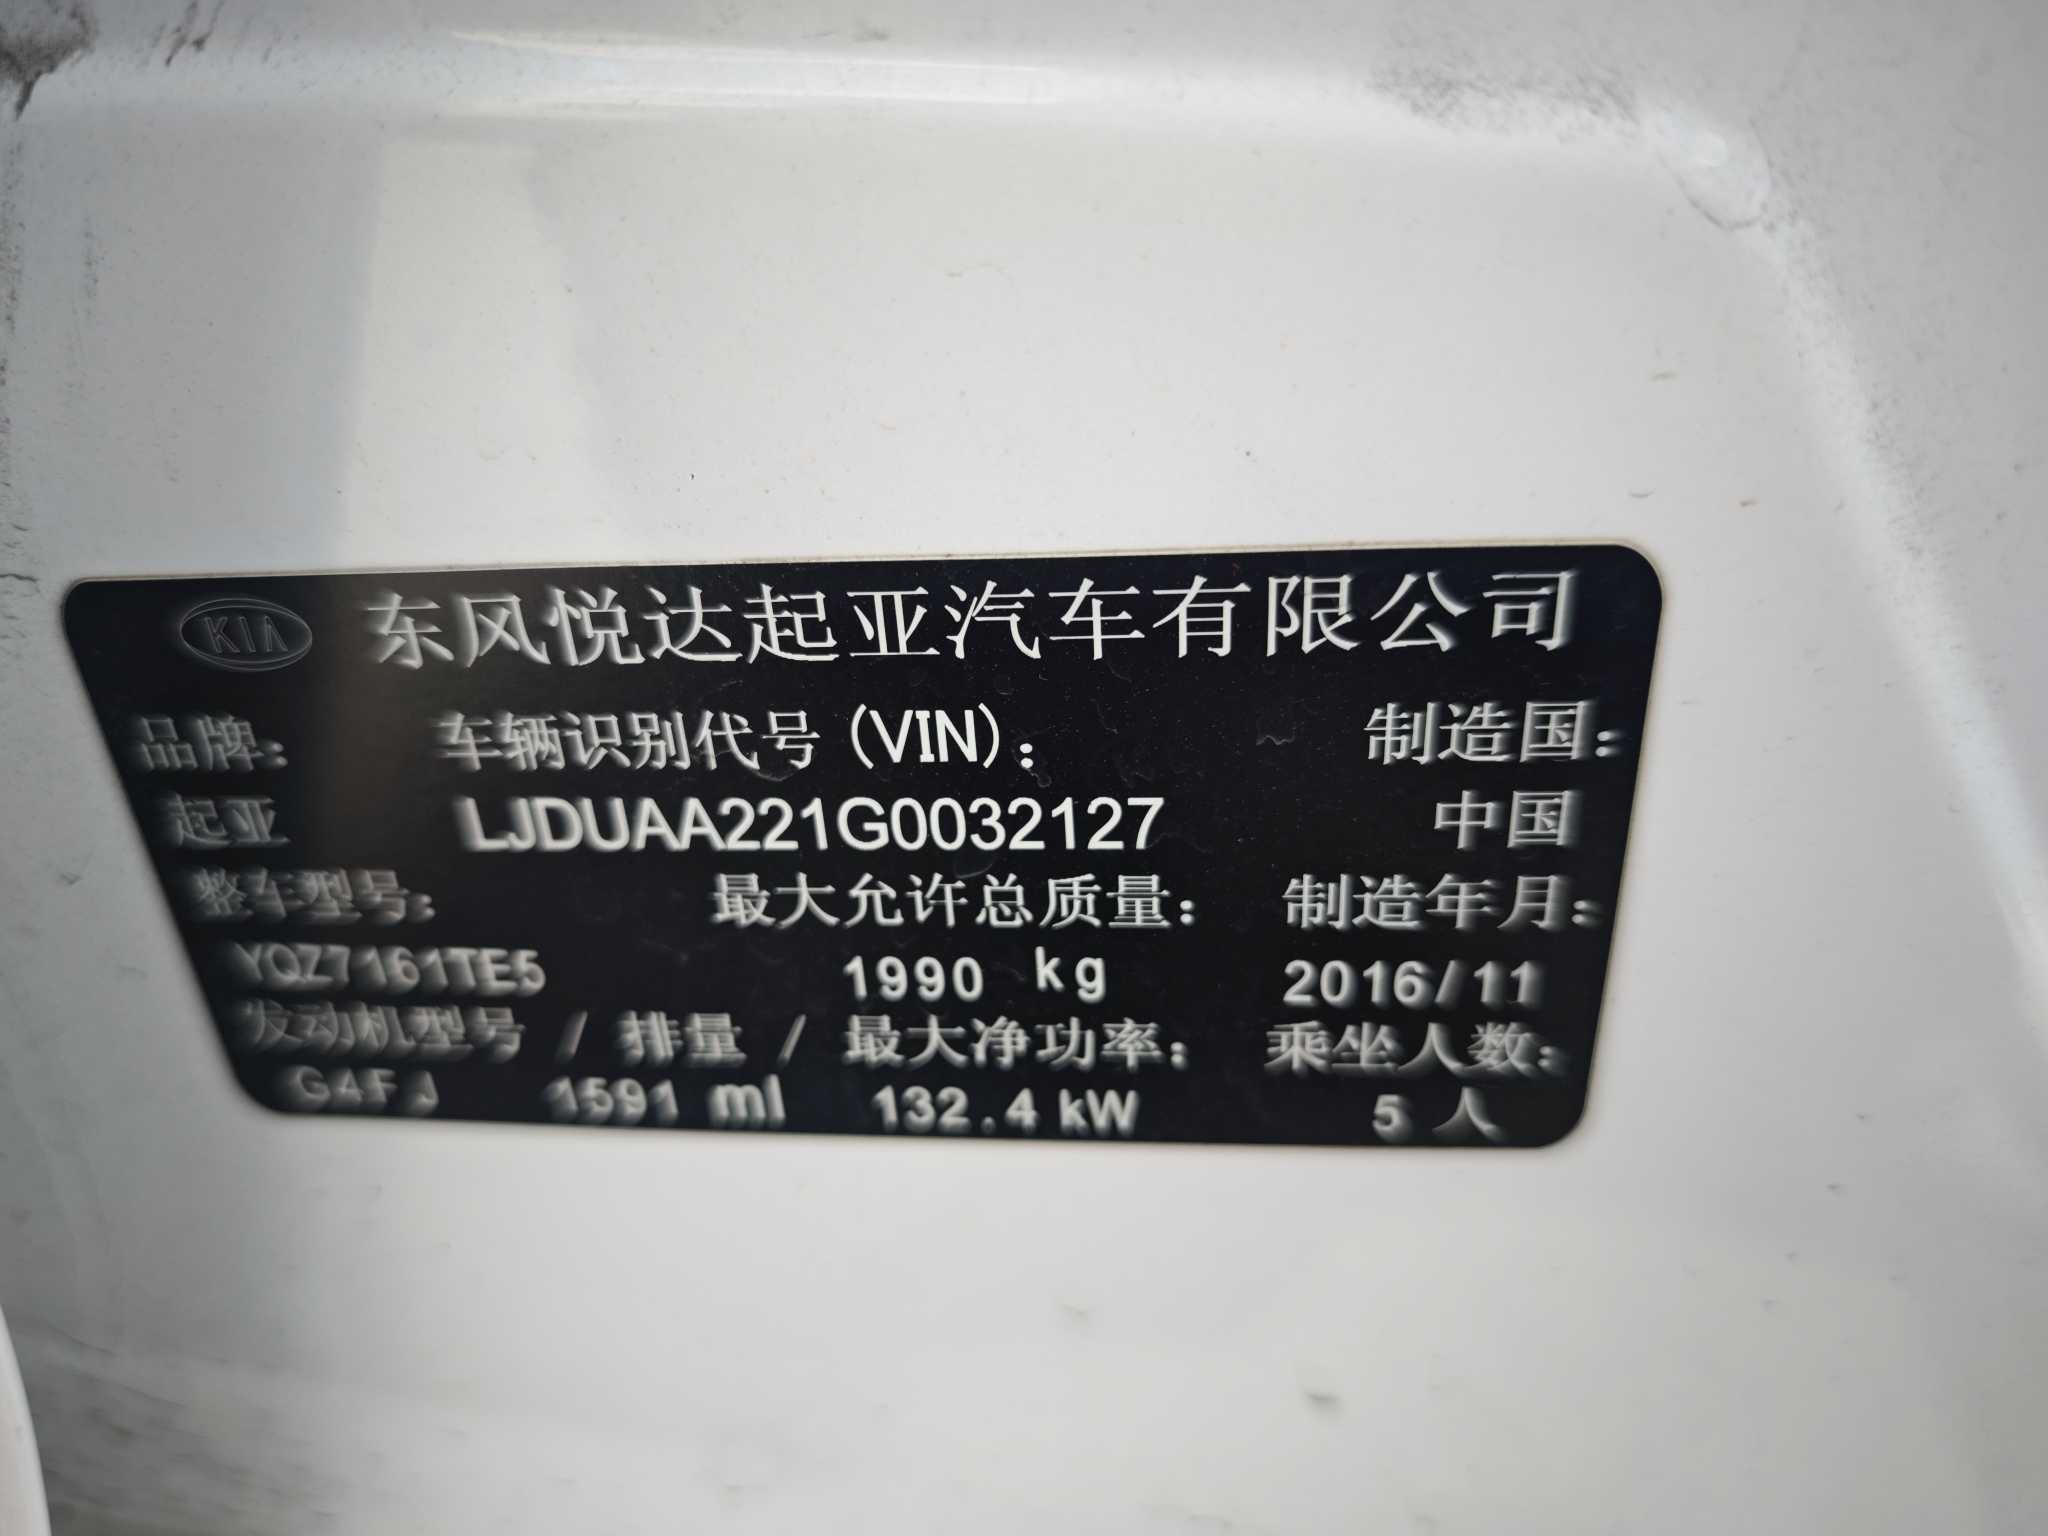 KIA 东风悦达起亚汽车有限公司
品牌: 车辆识别代号 (VIN): 制造国:
起亚 LJDUAA221G0032127 中国
整车型号: 最大允许总质量: 制造年月:
YQZ7161TE5 1990 kg 2016/11
发动机型号 / 排量 / 最大净功率: 乘坐人数:
G4FJ 1591 ml 132.4 kW 5 人